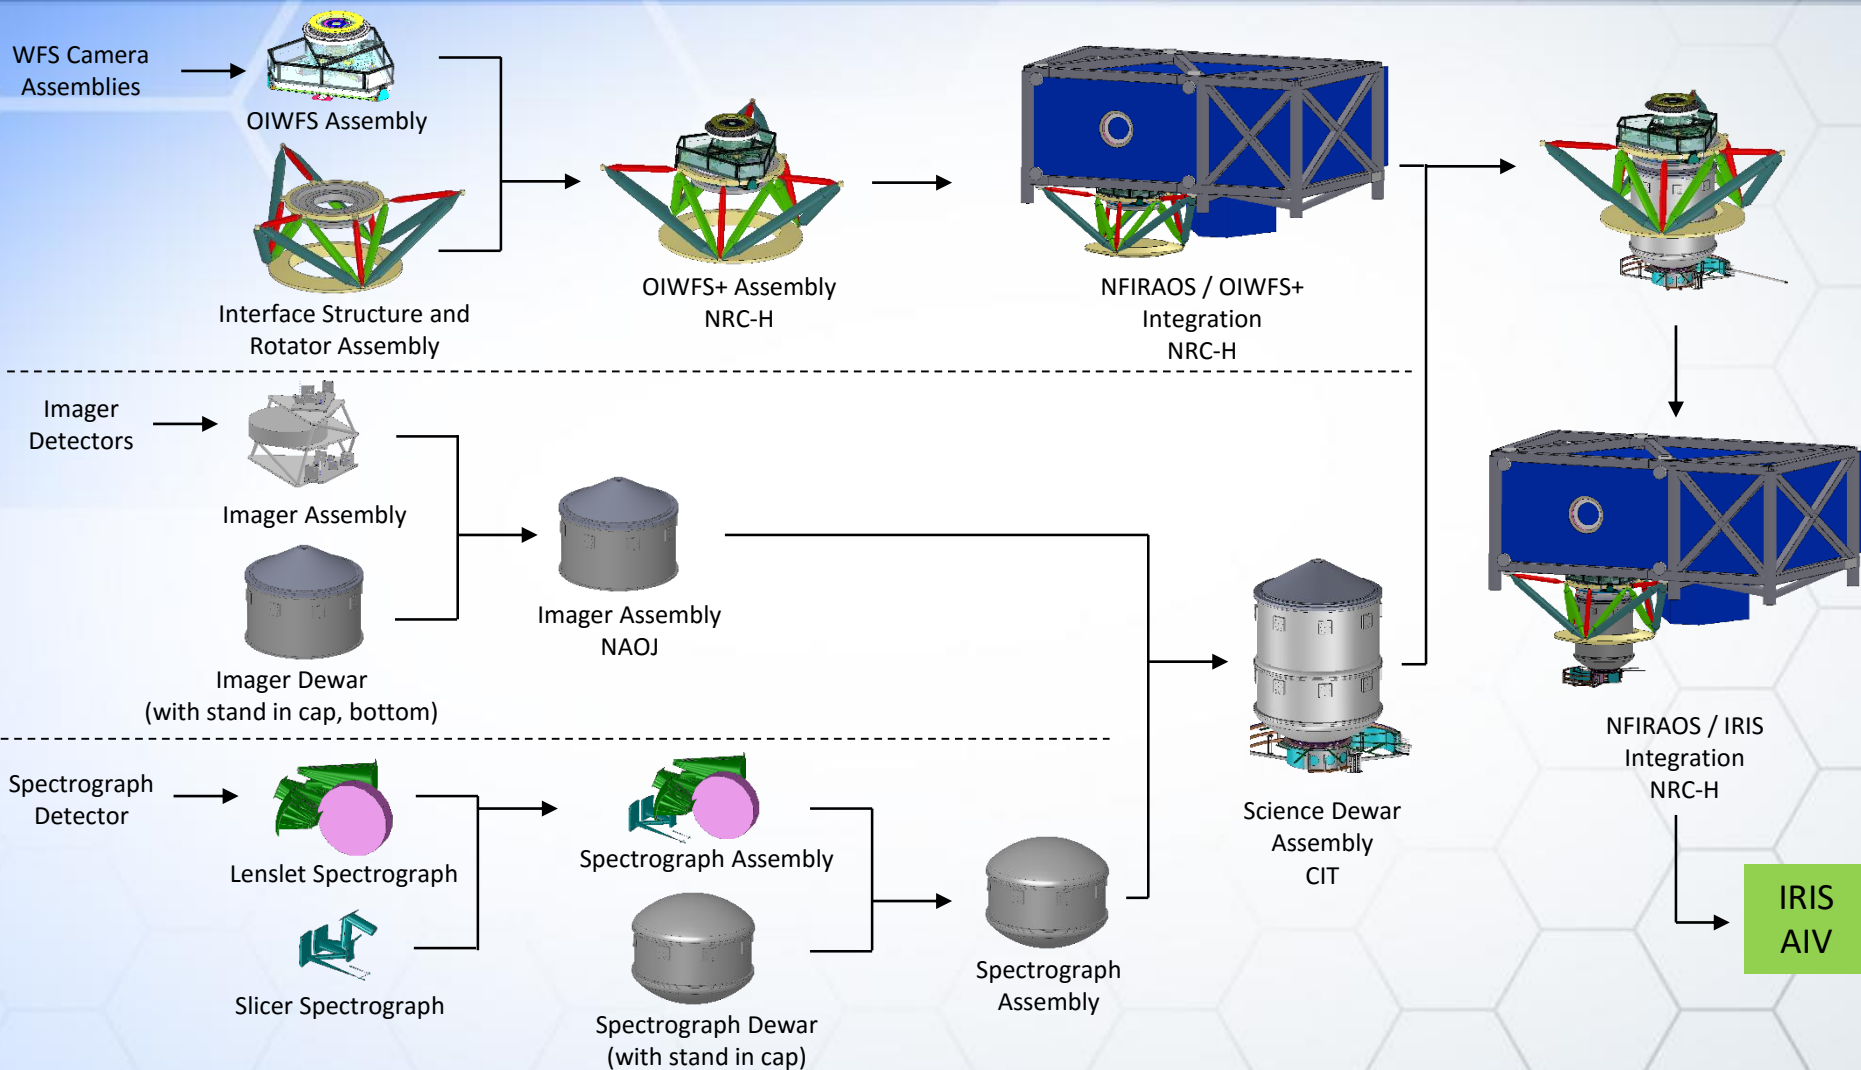 WFS Camera
Assemblies
OIWFS Assembly
Interface Structure and
Rotator Assembly
OIWFS+ Assembly
NRC-H
NFIRAOS / OIWFS+
Integration
NRC-H
Imager
Detectors
Imager Assembly
Imager Dewar
(with stand in cap, bottom)
Imager Assembly
NAOJ
Spectrograph
Detector
Lenslet Spectrograph
Slicer Spectrograph
Spectrograph Assembly
Spectrograph Dewar
(with stand in cap)
Spectrograph
Assembly
Science Dewar
Assembly
CIT
NFIRAOS / IRIS
Integration
NRC-H
IRIS
AIV